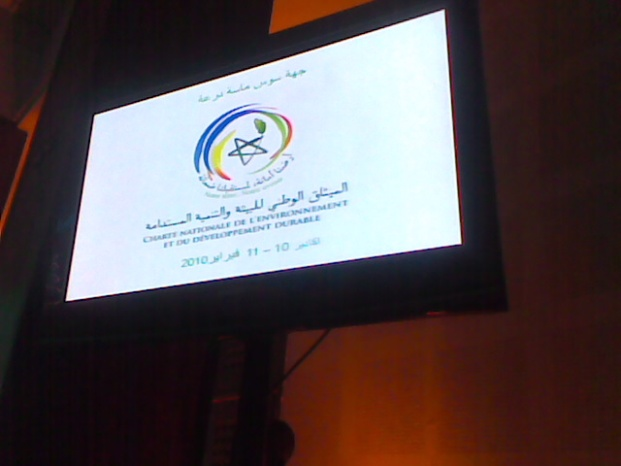 جهة سوس ماسة درعة
الميثاق الوطني للبيئة والتنمية المستدامة
CHARTE NATIONALE DE L'ENVIRONNEMENT
ET DU DÉVELOPPEMENT DURABLE
10 – 11 فبراير 2010